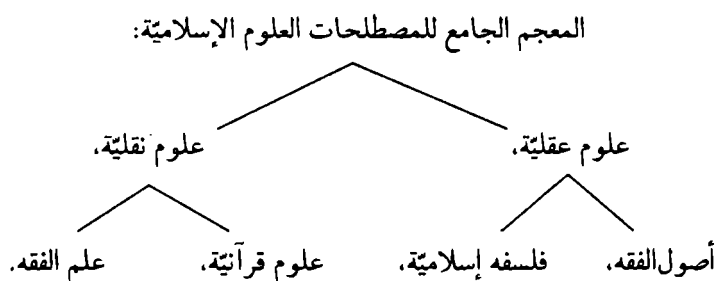 المعجم الجامع للمصطلحات العلوم الإسلاميّة:
علوم عقليّة، علوم نقليّة،
أصول‌الفقه، فلسفه إسلاميّة، علوم قرآنيّة، علم الفقه.